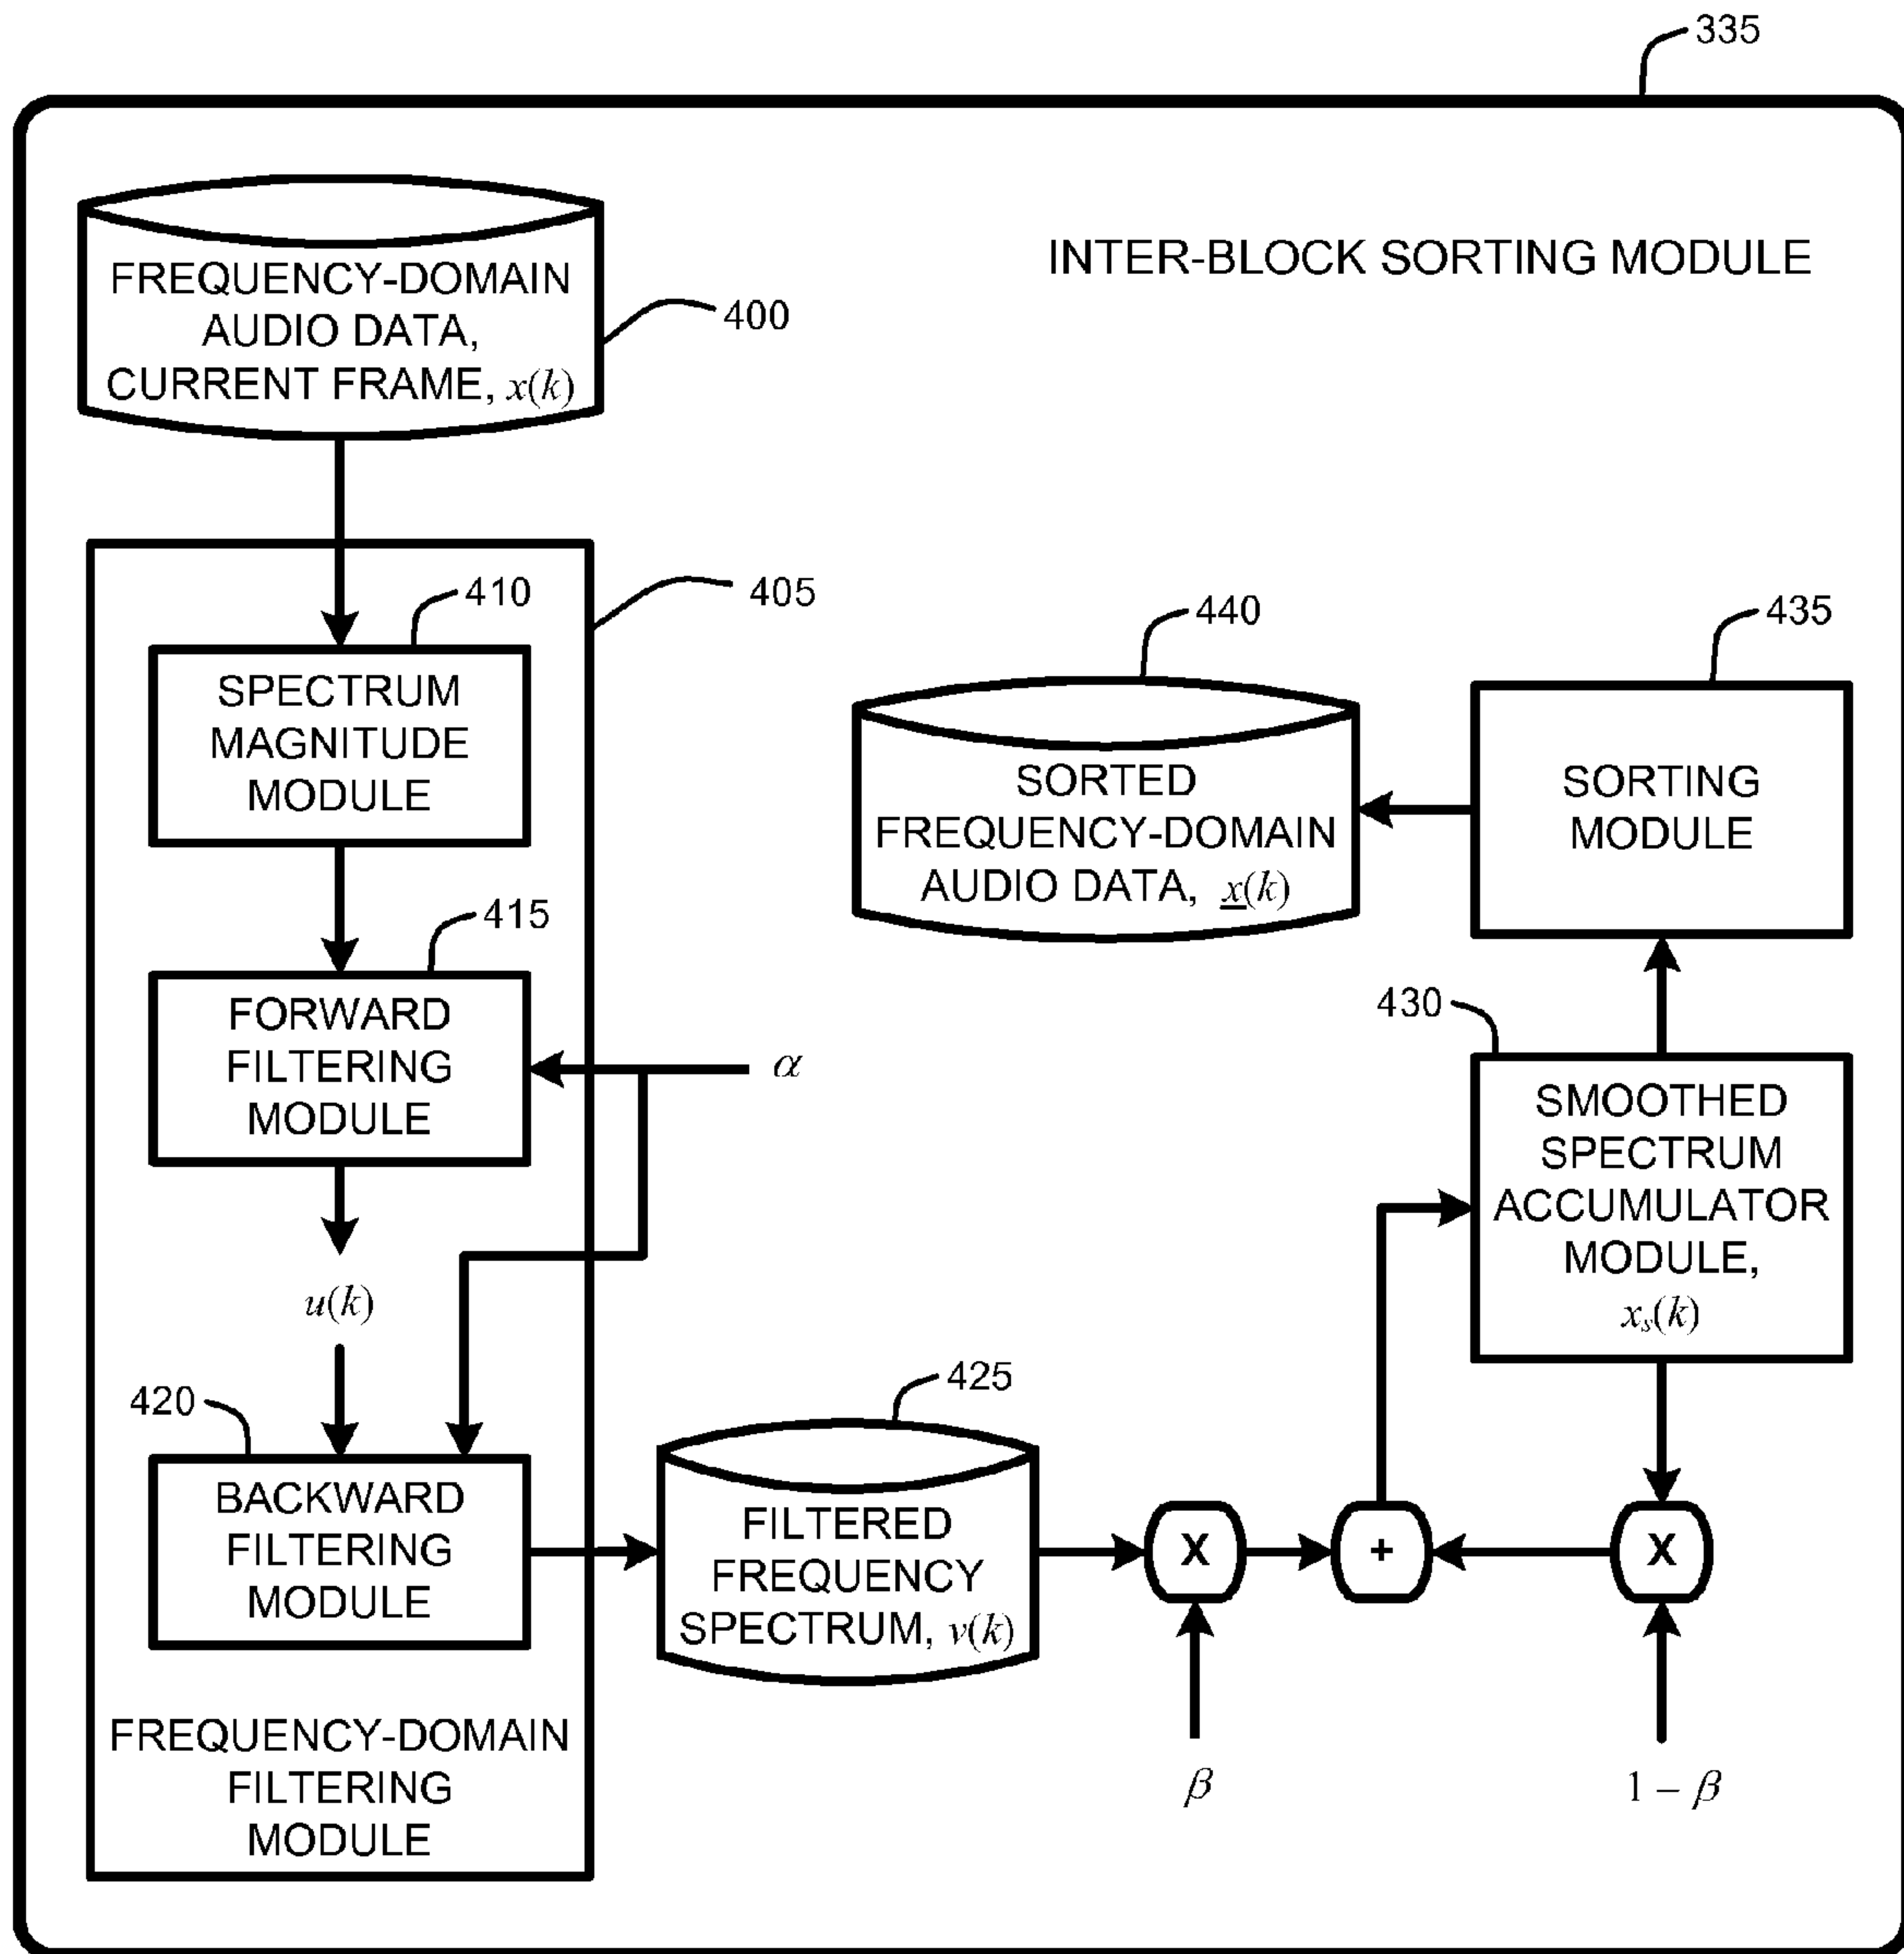 335
INTER-BLOCK SORTING MODULE
FREQUENCY-DOMAIN
AUDIO DATA,
CURRENT FRAME, x(k)
400
405
410
SPECTRUM
MAGNITUDE
MODULE
415
FORWARD
FILTERING
MODULE
α
u(k)
420
BACKWARD
FILTERING
MODULE
FREQUENCY-DOMAIN
FILTERING
MODULE
425
FILTERED
FREQUENCY
SPECTRUM, v(k)
X
β
+
X
1 – β
430
SMOOTHED
SPECTRUM
ACCUMULATOR
MODULE,
xₛ(k)
435
SORTING
MODULE
440
SORTED
FREQUENCY-DOMAIN
AUDIO DATA, x̲(k)